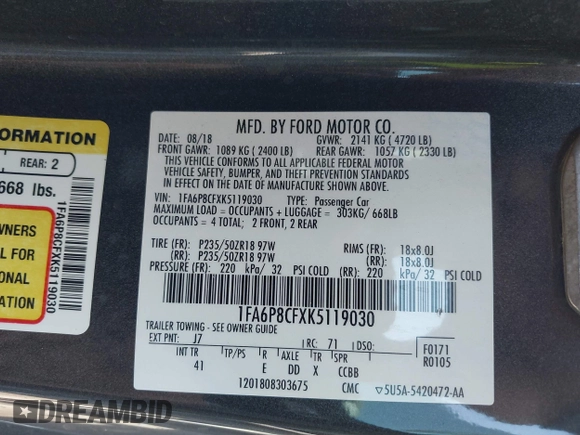 ORMATION
REAR: 2
668 lbs.
WNERS
L FOR
ONAL
ATION
1FA6P8CFXK5119030
MFD. BY FORD MOTOR CO.
DATE: 08/18 GVWR: 2141 KG ( 4720 LB)
FRONT GAWR: 1089 KG ( 2400 LB) REAR GAWR: 1057 KG ( 2330 LB)
THIS VEHICLE CONFORMS TO ALL APPLICABLE FEDERAL MOTOR
VEHICLE SAFETY, BUMPER, AND THEFT PREVENTION STANDARDS
IN EFFECT ON THE DATE OF MANUFACTURE SHOWN ABOVE.
VIN: 1FA6P8CFXK5119030 TYPE: Passenger Car
MAXIMUM LOAD = OCCUPANTS + LUGGAGE = 303KG/ 668LB
OCCUPANTS = 4 TOTAL; 2 FRONT, 2 REAR
TIRE (FR): P235/50ZR18 97W RIMS (FR): 18x8.0J
(RR): P235/50ZR18 97W (RR): 18x8.0J
PRESSURE (FR): 220 kPa/ 32 PSI COLD (RR): 220 kPa/ 32 PSI COLD
1FA6P8CFXK5119030
TRAILER TOWING - SEE OWNER GUIDE
EXT PNT: J7 RC: 71 DSO: F0171
INT TR TP/PS R AXLE TR SPR R0105
41 E DD X CCBB
1201808303675 CMC 5U5A-5420472-AA
DREAMBID